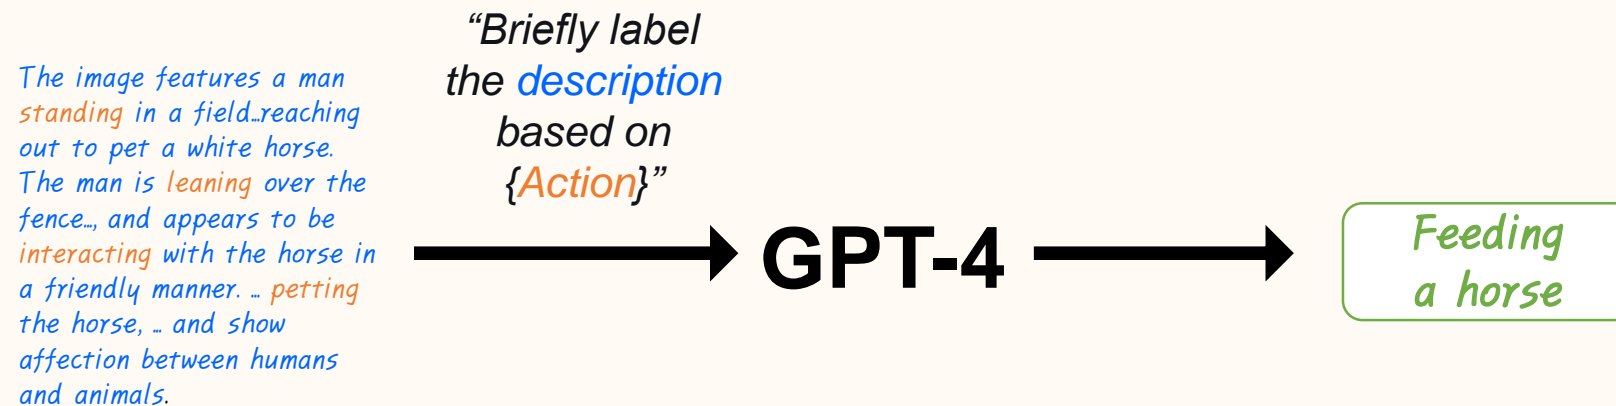 The image features a man
standing in a field…reaching
out to pet a white horse.
The man is leaning over the
fence…, and appears to be
interacting with the horse in
a friendly manner. … petting
the horse, … and show
affection between humans
and animals.
“Briefly label
the description
based on
{Action}”
GPT-4
Feeding
a horse